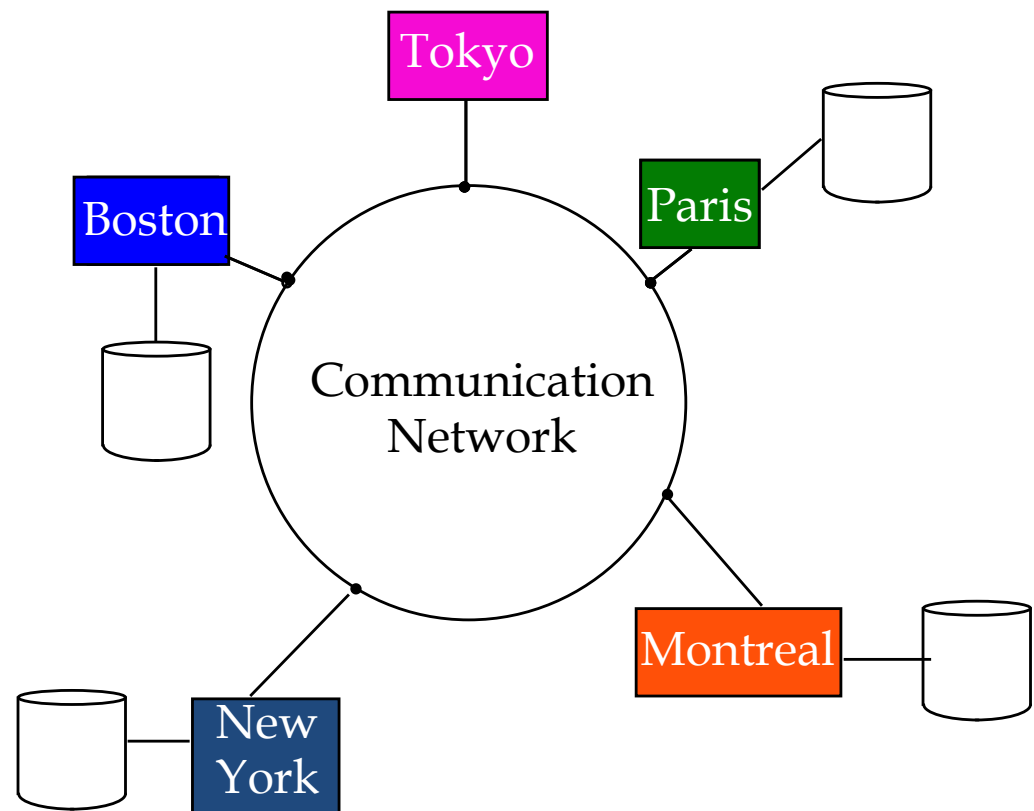 Tokyo
Paris
Boston
Communication
Network
Montreal
New
York